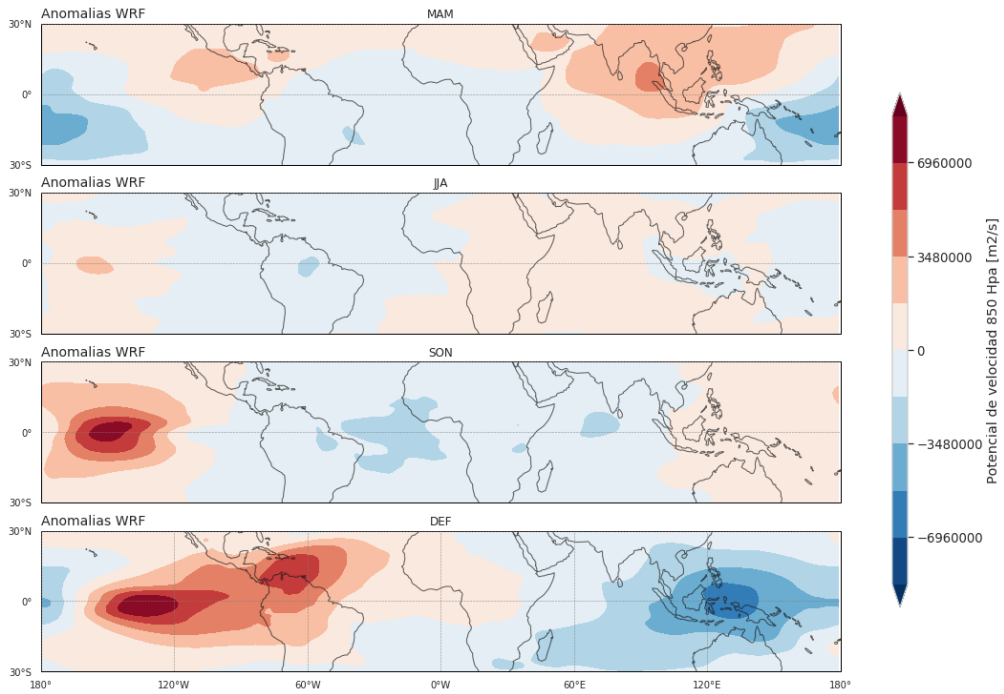 Anomalias WRF MAM
30°N
0°
30°S
Anomalias WRF JJA
30°N
0°
30°S
Anomalias WRF SON
30°N
0°
30°S
Anomalias WRF DEF
30°N
0°
30°S
180° 120°W 60°W 0°W 60°E 120°E 180°
6960000
3480000
0
−3480000
−6960000
Potencial de velocidad 850 Hpa [m2/s]